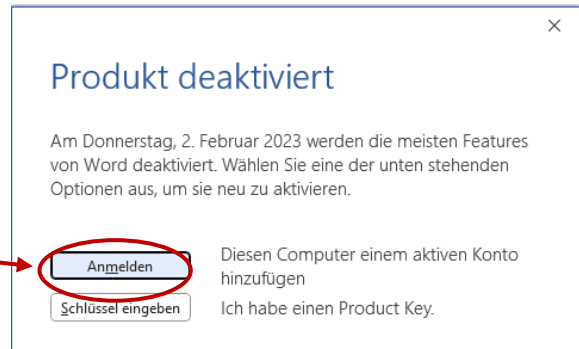 Produkt deaktiviert
Am Donnerstag, 2. Februar 2023 werden die meisten Features
von Word deaktiviert. Wählen Sie eine der unten stehenden
Optionen aus, um sie neu zu aktivieren.
Anmelden
Diesen Computer einem aktiven Konto
hinzufügen
Schlüssel eingeben
Ich habe einen Product Key.